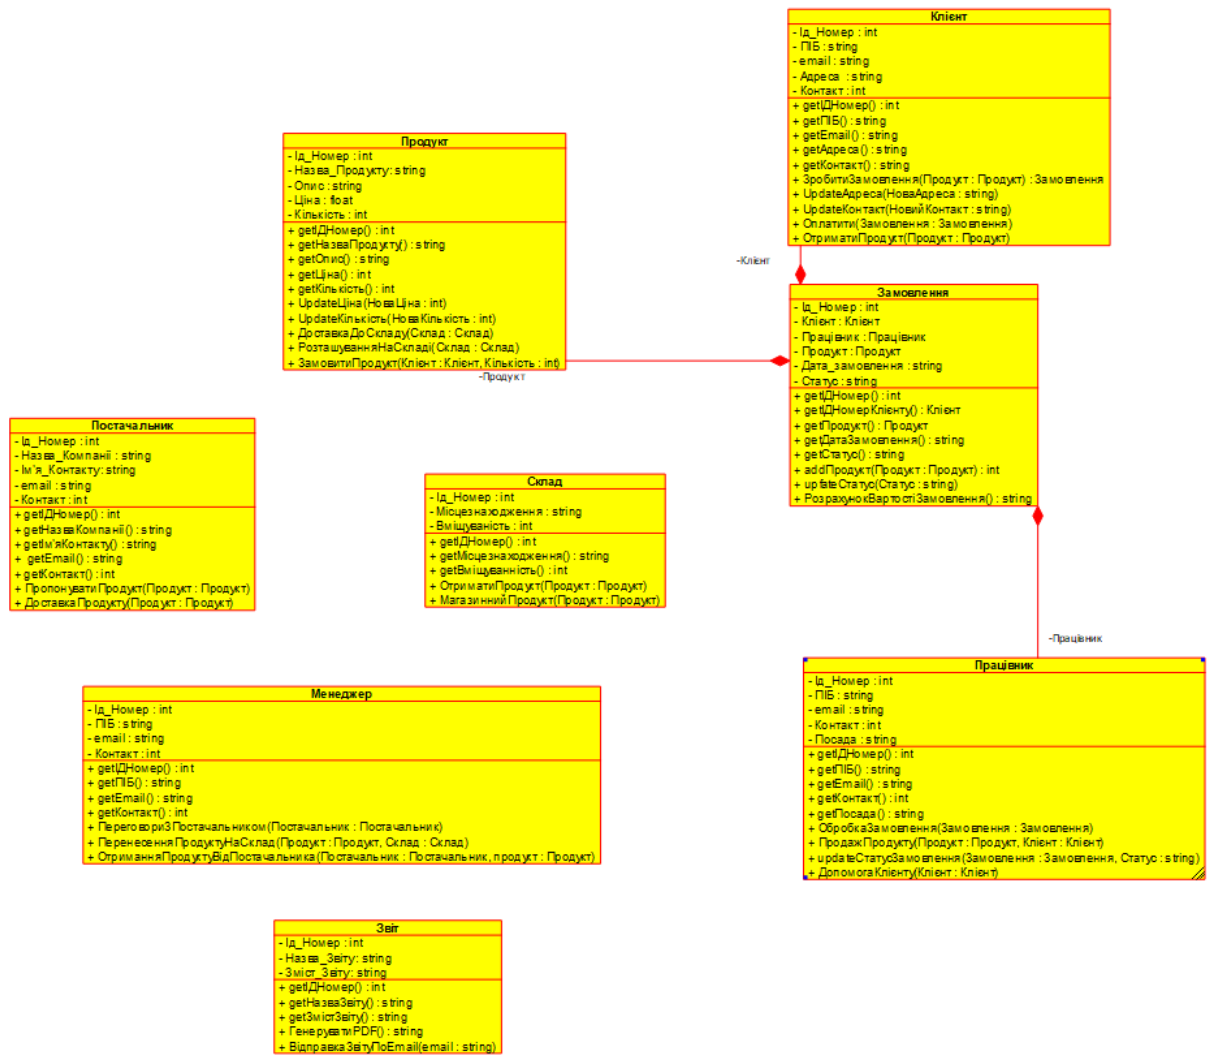 Клієнт
- Ід_Номер : int
- ПІБ : string
- email : string
- Адреса : string
- Контакт : int
+ getІДНомер() : int
+ getПІБ() : string
+ getEmail() : string
+ getАдреса() : string
+ getКонтакт() : string
+ ЗробитиЗамовлення(Продукт : Продукт) : Замовлення
+ UpdateАдреса(НоваАдреса : string)
+ UpdateКонтакт(НовийКонтакт : string)
+ Оплатити(Замовлення : Замовлення)
+ ОтриматиПродукт(Продукт : Продукт)
-Клієнт
Продукт
- Ід_Номер : int
- Назва_Продукту : string
- Опис : string
- Ціна : float
- Кількість : int
+ getІДНомер() : int
+ getНазваПродукту() : string
+ getОпис() : string
+ getЦіна() : int
+ getКількість() : int
+ UpdateЦіна(НоваЦіна : int)
+ UpdateКількість(НоваКількість : int)
+ ДоставкаДоСкладу(Склад : Склад)
+ РозташуванняНаСкладі(Склад : Склад)
+ ЗамовитиПродукт(Клієнт : Клієнт, Кількість : int)
-Продукт
Замовлення
- Ід_Номер : int
- Клієнт : Клієнт
- Працівник : Працівник
- Продукт : Продукт
- Дата_замовлення : string
- Статус : string
+ getІДНомер() : int
+ getІДНомерКлієнту() : Клієнт
+ getПродукт() : Продукт
+ getДатаЗамовлення() : string
+ getСтатус() : string
+ addПродукт(Продукт : Продукт) : int
+ upfateСтатус(Статус : string)
+ РозрахунокВартостіЗамовлення() : string
Постачальник
- Ід_Номер : int
- Назва_Компанії : string
- Ім'я_Контакту : string
- email : string
- Контакт : int
+ getІДНомер() : int
+ getНазваКомпанії() : string
+ getІм'яКонтакту() : string
+ getEmail() : string
+ getКонтакт() : int
+ ПропонуватиПродукт(Продукт : Продукт)
+ ДоставкаПродукту(Продукт : Продукт)
Склад
- Ід_Номер : int
- Місцезнаходження : string
- Вміщуваність : int
+ getІДНомер() : int
+ getМісцезнаходження() : string
+ getВміщуванність() : int
+ ОтриматиПродукт(Продукт : Продукт)
+ МагазиннийПродукт(Продукт : Продукт)
-Працівник
Працівник
- Ід_Номер : int
- ПІБ : string
- email : string
- Контакт : int
- Посада : string
+ getІДНомер() : int
+ getПІБ() : string
+ getEmail() : string
+ getКонтакт() : int
+ getПосада() : string
+ ОбробкаЗамовлення(Замовлення : Замовлення)
+ ПродажПродукту(Продукт : Продукт, Клієнт : Клієнт)
+ updateСтатусЗамовлення(Замовлення : Замовлення, Статус : string)
+ ДопомогаКлієнту(Клієнт : Клієнт)
Менеджер
- Ід_Номер : int
- ПІБ : string
- email : string
- Контакт : int
+ getІДНомер() : int
+ getПІБ() : string
+ getEmail() : string
+ getКонтакт() : int
+ ПереговориЗПостачальником(Постачальник : Постачальник)
+ ПеренесенняПродуктуНаСклад(Продукт : Продукт, Склад : Склад)
+ ОтриманняПродуктуВідПостачальника(Постачальник : Постачальник, продукт : Продукт)
Звіт
- Ід_Номер : int
- Назва_Звіту : string
- Зміст_Звіту : string
+ getІДНомер() : int
+ getНазваЗвіту() : string
+ getЗмістЗвіту() : string
+ ГенеруватиPDF() : string
+ ВідправкаЗвітуПоEmail(email : string)